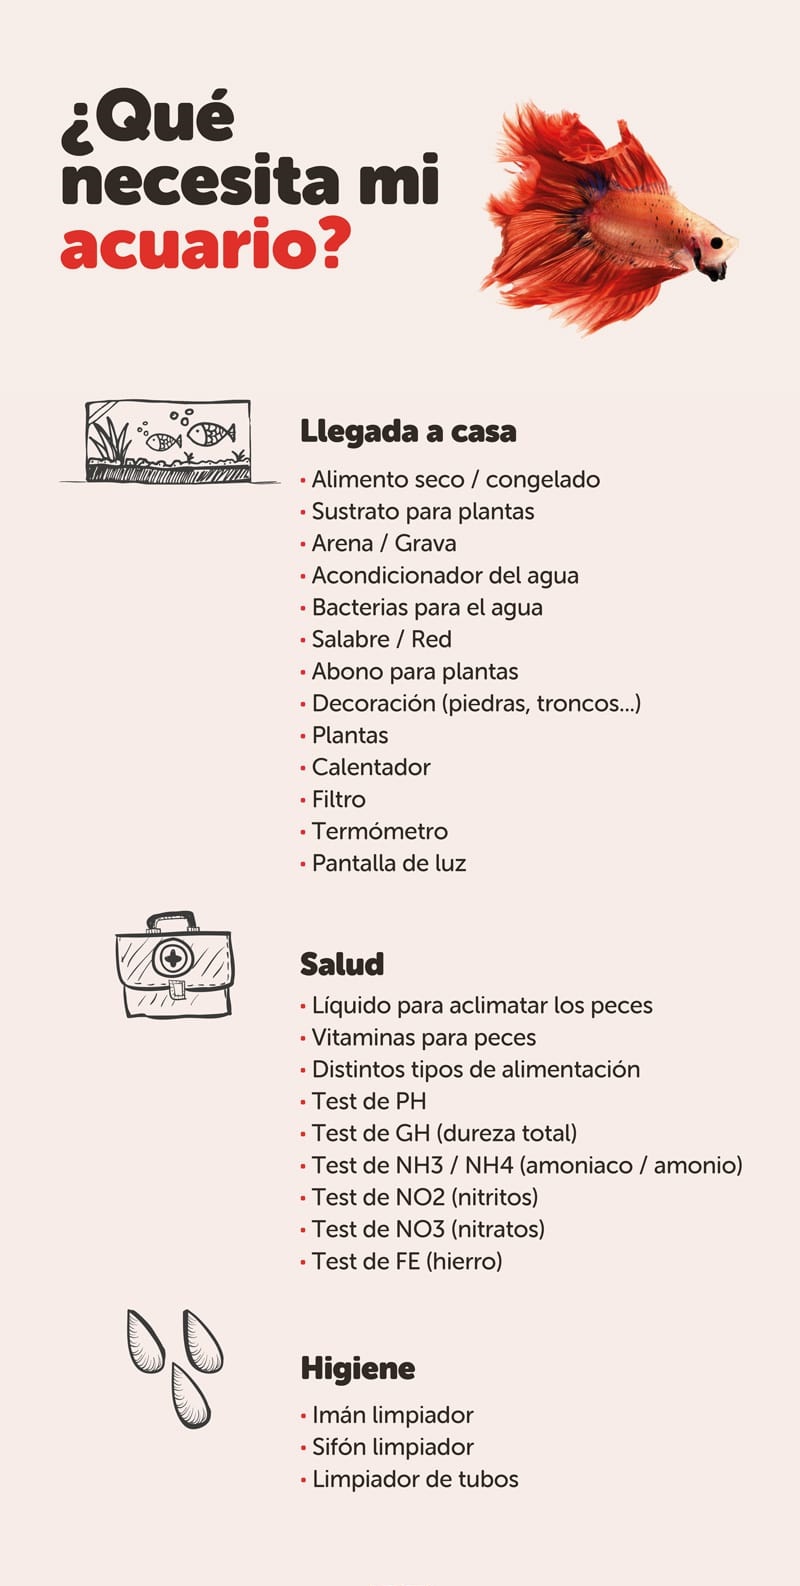 ¿Qué
necesita mi
acuario?
Llegada a casa
• Alimento seco / congelado
• Sustrato para plantas
• Arena / Grava
• Acondicionador del agua
• Bacterias para el agua
• Salabre / Red
• Abono para plantas
• Decoración (piedras, troncos...)
• Plantas
• Calentador
• Filtro
• Termómetro
• Pantalla de luz
Salud
• Líquido para aclimatar los peces
• Vitaminas para peces
• Distintos tipos de alimentación
• Test de PH
• Test de GH (dureza total)
• Test de NH3 / NH4 (amoniaco / amonio)
• Test de NO2 (nitritos)
• Test de NO3 (nitratos)
• Test de FE (hierro)
Higiene
• Imán limpiador
• Sifón limpiador
• Limpiador de tubos